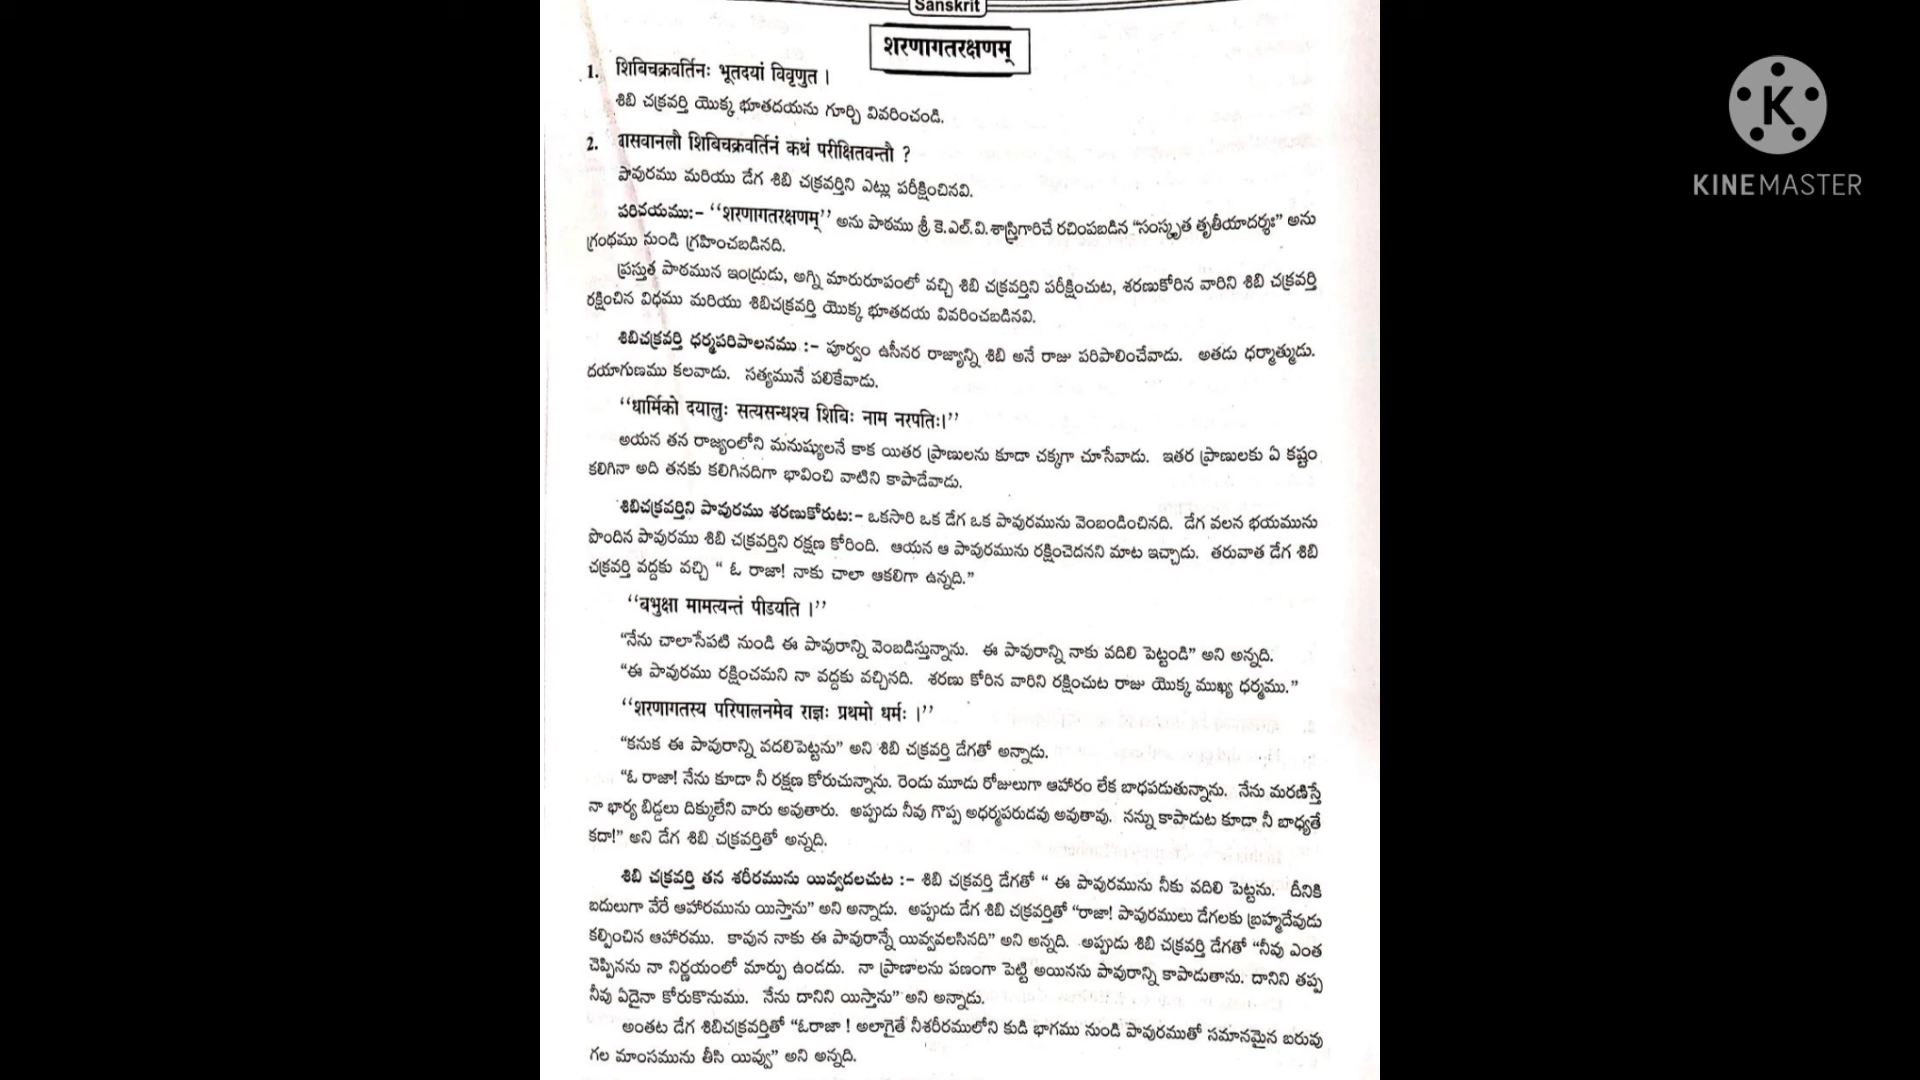 Sanskrit
शरणागतरक्षणम्
1. शिबिचक्रवर्तिनः भूतदयां विवृणुत ।
శిబి చక్రవర్తి యొక్క భూతదయను గూర్చి వివరించండి.
2. वासवानलौ शिबिचक्रवर्तिनं कथं परीक्षितवन्तौ ?
పావురము మరియు డేగ శిబి చక్రవర్తిని ఎట్లు పరీక్షించినవి.
పరిచయము:- ‘‘शरणागतरक्षणम्’’ అను పాఠము శ్రీ కె.ఎల్.వి.శాస్త్రిగారిచే రచింపబడిన “సంస్కృత తృతీయాదర్శః” అను
గ్రంథము నుండి గ్రహించబడినది.
ప్రస్తుత పాఠమున ఇంద్రుడు, అగ్ని మారురూపంలో వచ్చి శిబి చక్రవర్తిని పరీక్షించుట, శరణుకోరిన వారిని శిబి చక్రవర్తి
రక్షించిన విధము మరియు శిబిచక్రవర్తి యొక్క భూతదయ వివరించబడినవి.
శిబిచక్రవర్తి ధర్మపరిపాలనము :- పూర్వం ఉసీనర రాజ్యాన్ని శిబి అనే రాజు పరిపాలించేవాడు. అతడు ధర్మాత్ముడు.
దయాగుణము కలవాడు. సత్యమునే పలికేవాడు.
‘‘धार्मिको दयालुः सत्यसन्धश्च शिबिः नाम नरपतिः।’’
అయన తన రాజ్యంలోని మనుష్యులనే కాక యితర ప్రాణులను కూడా చక్కగా చూసేవాడు. ఇతర ప్రాణులకు ఏ కష్టం
కలిగినా అది తనకు కలిగినదిగా భావించి వాటిని కాపాడేవాడు.
శిబిచక్రవర్తిని పావురము శరణుకోరుట:- ఒకసారి ఒక డేగ ఒక పావురమును వెంబండించినది. డేగ వలన భయమును
పొందిన పావురము శిబి చక్రవర్తిని రక్షణ కోరింది. ఆయన ఆ పావురమును రక్షించెదనని మాట ఇచ్చాడు. తరువాత డేగ శిబి
చక్రవర్తి వద్దకు వచ్చి “ ఓ రాజా! నాకు చాలా ఆకలిగా ఉన్నది.”
‘‘बभुक्षा मामत्यन्तं पीडयति ।’’
“నేను చాలాసేపటి నుండి ఈ పావురాన్ని వెంబడిస్తున్నాను. ఈ పావురాన్ని నాకు వదిలి పెట్టండి” అని అన్నది.
“ఈ పావురము రక్షించమని నా వద్దకు వచ్చినది. శరణు కోరిన వారిని రక్షించుట రాజు యొక్క ముఖ్య ధర్మము.”
‘‘शरणागतस्य परिपालनमेव राज्ञः प्रथमो धर्मः ।’’
“కనుక ఈ పావురాన్ని వదలిపెట్టను” అని శిబి చక్రవర్తి డేగతో అన్నాడు.
“ఓ రాజా! నేను కూడా నీ రక్షణ కోరుచున్నాను. రెండు మూడు రోజులుగా ఆహారం లేక బాధపడుతున్నాను. నేను మరణిస్తే
నా భార్య బిడ్డలు దిక్కులేని వారు అవుతారు. అప్పుడు నీవు గొప్ప అధర్మపరుడవు అవుతావు. నన్ను కాపాడుట కూడా నీ బాధ్యతే
కదా!” అని డేగ శిబి చక్రవర్తితో అన్నది.
శిబి చక్రవర్తి తన శరీరమును యివ్వదలచుట :- శిబి చక్రవర్తి డేగతో “ ఈ పావురమును నీకు వదిలి పెట్టను. దీనికి
బదులుగా వేరే ఆహారమును యిస్తాను” అని అన్నాడు. అప్పుడు డేగ శిబి చక్రవర్తితో “రాజా! పావురములు డేగలకు బ్రహ్మదేవుడు
కల్పించిన ఆహారము. కావున నాకు ఈ పావురాన్నే యివ్వవలసినది” అని అన్నది. అప్పుడు శిబి చక్రవర్తి డేగతో “నీవు ఎంత
చెప్పినను నా నిర్ణయంలో మార్పు ఉండదు. నా ప్రాణాలను పణంగా పెట్టి అయినను పావురాన్ని కాపాడుతాను. దానిని తప్ప
నీవు ఏదైనా కోరుకొనుము. నేను దానిని యిస్తాను” అని అన్నాడు.
అంతట డేగ శిబిచక్రవర్తితో “ఓరాజా ! అలాగైతే నీశరీరములోని కుడి భాగము నుండి పావురముతో సమానమైన బరువు
గల మాంసమును తీసి యివ్వు” అని అన్నది.
K
KINEMASTER